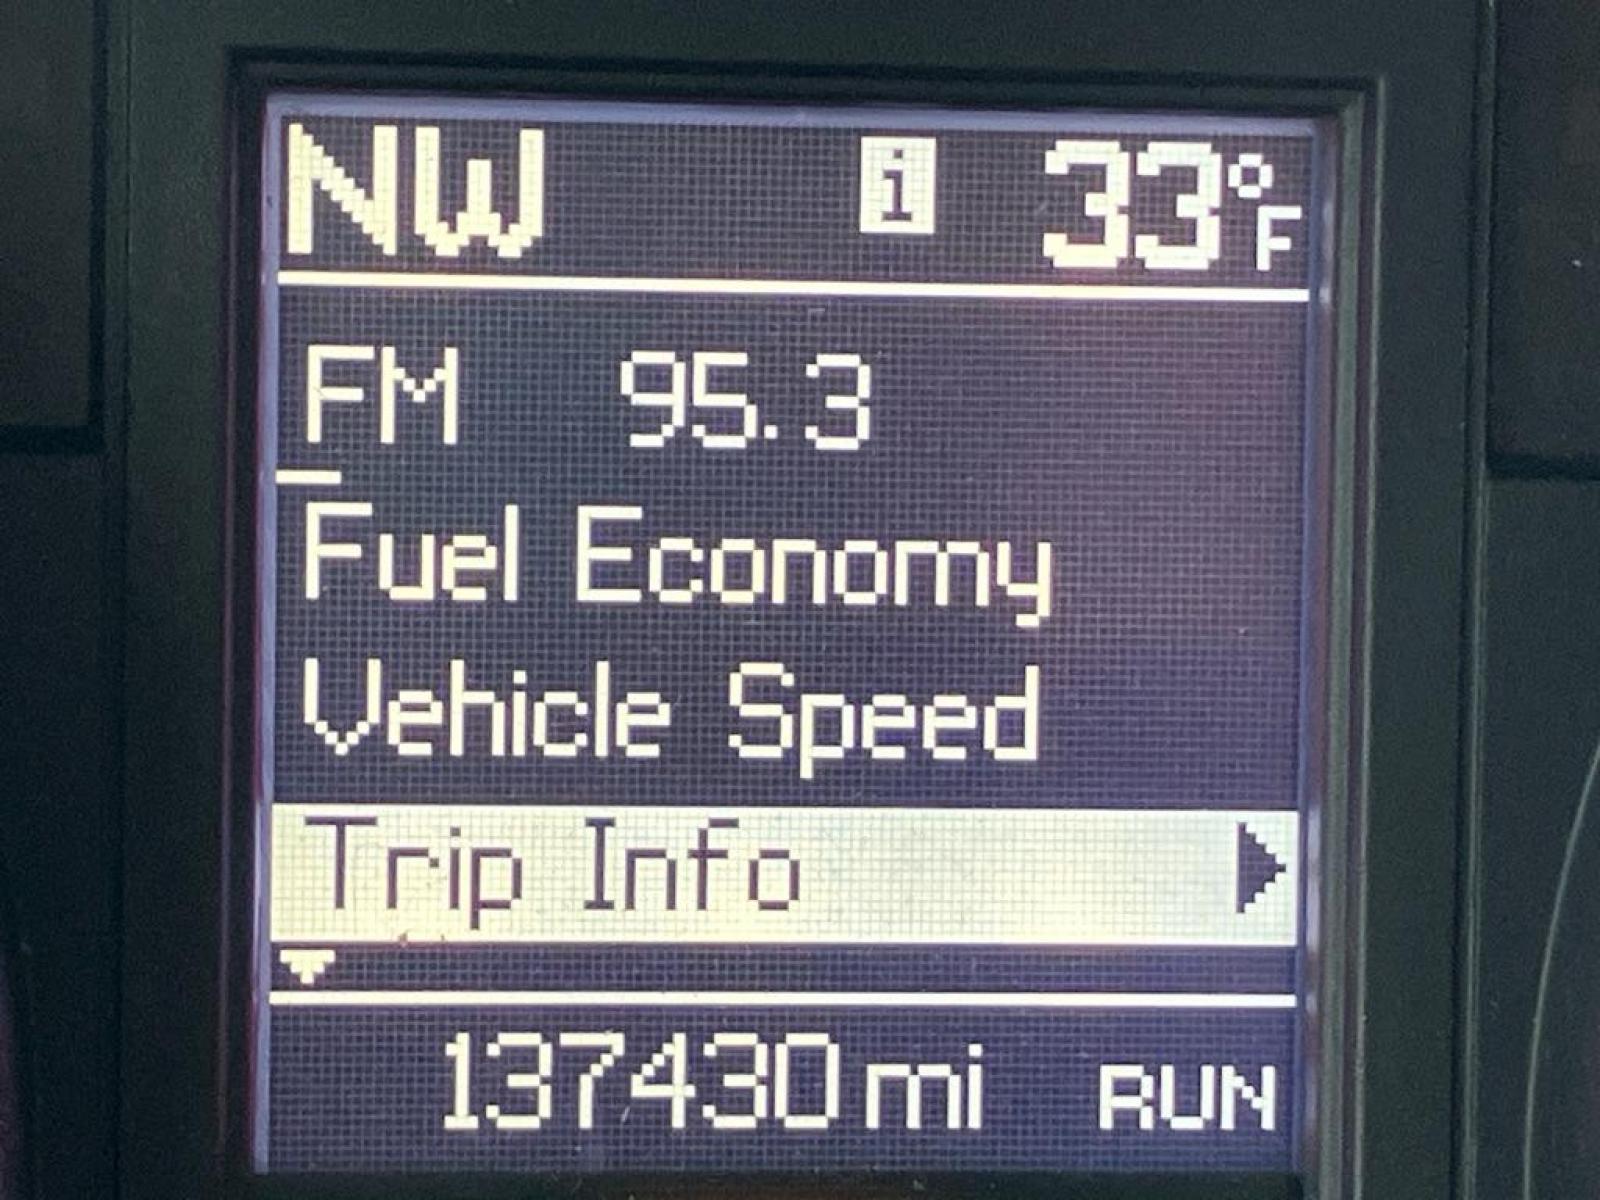 NW i 33°F
FM 95.3
Fuel Economy
Vehicle Speed
Trip Info
137430 mi RUN